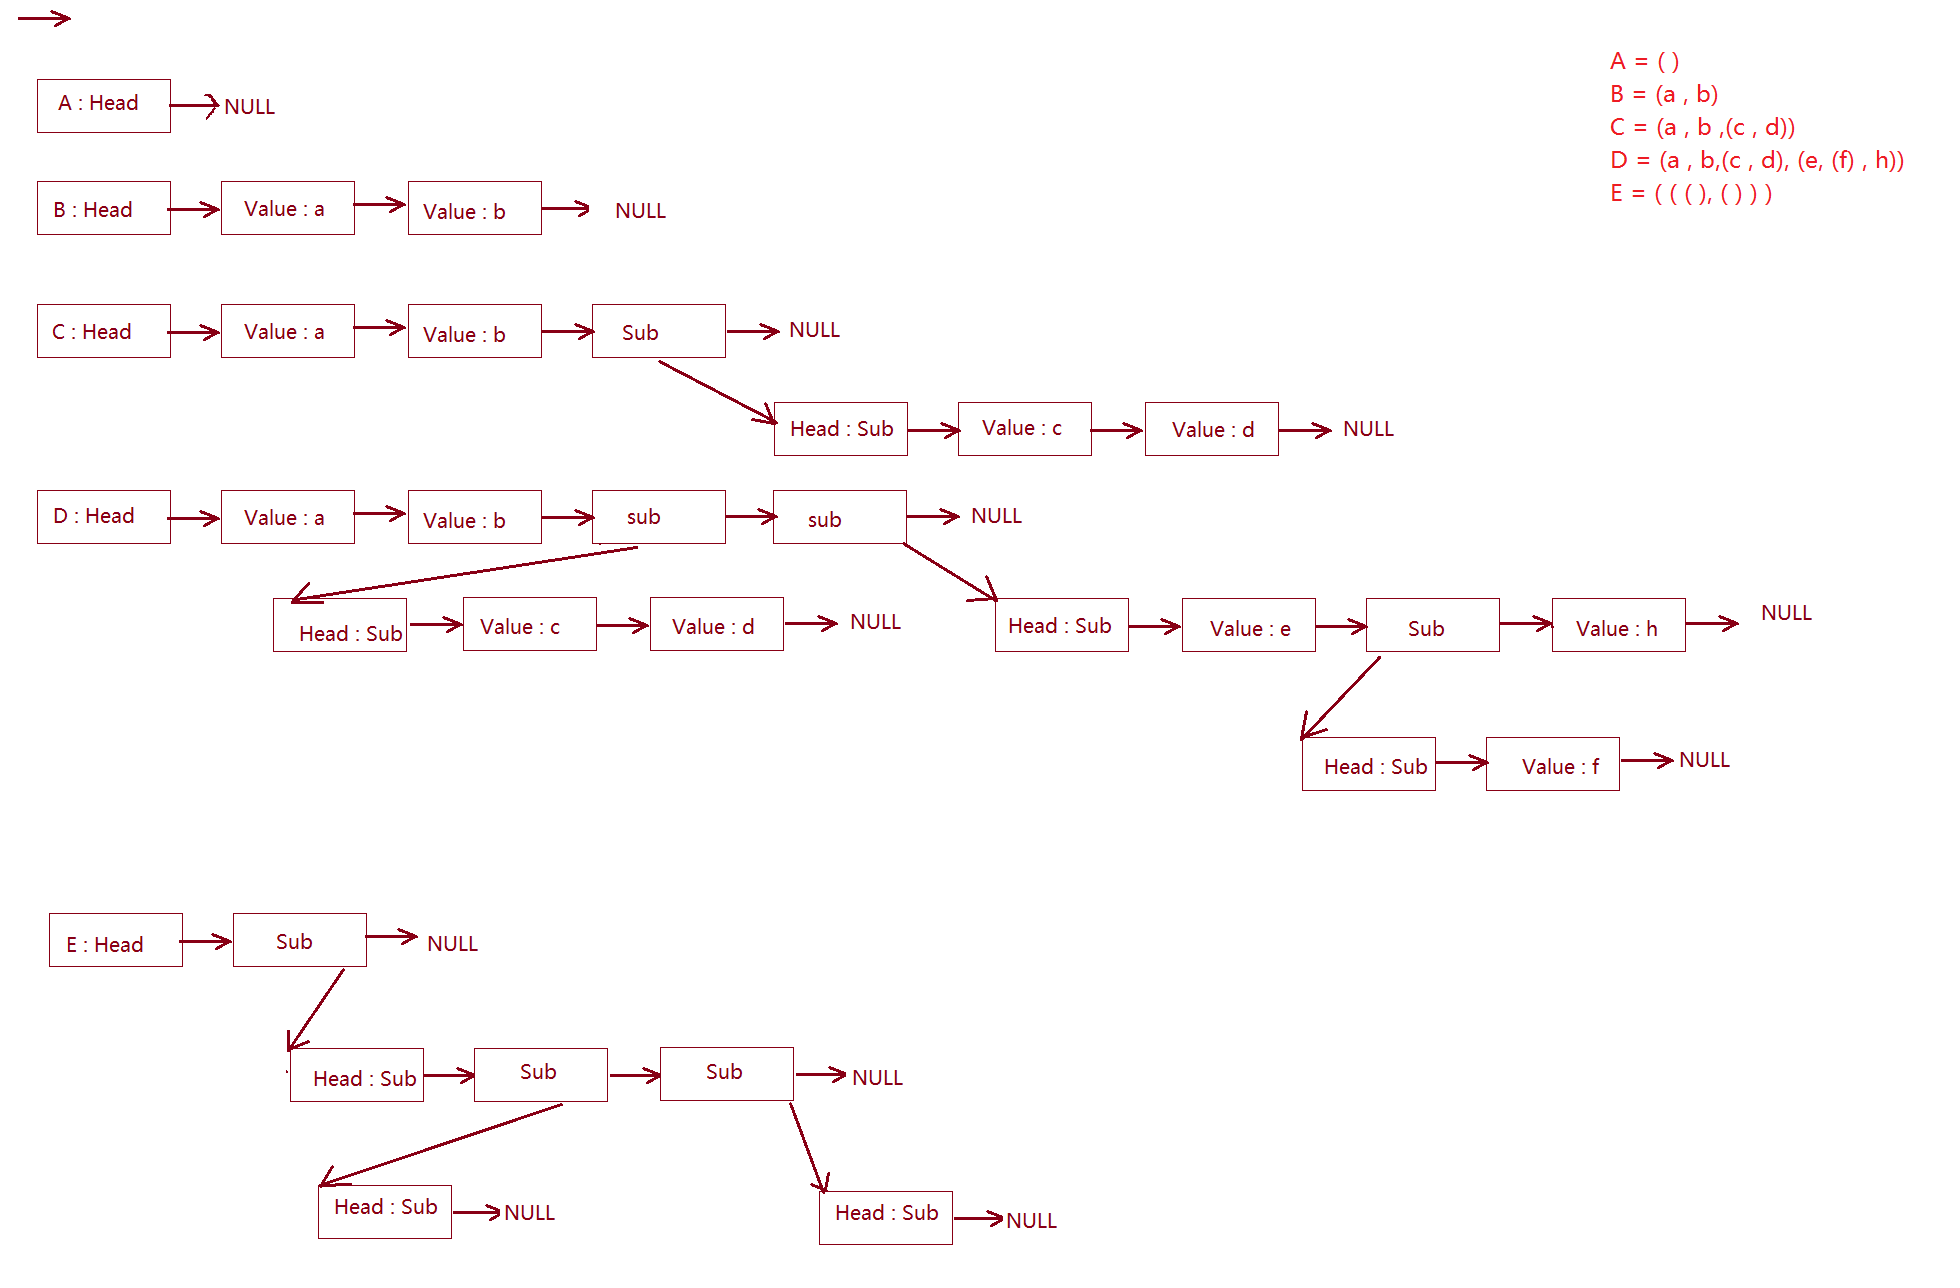 A = ( )
B = (a , b)
C = (a , b ,(c , d))
D = (a , b,(c , d), (e, (f) , h))
E = ( ( ( ), ( ) ) )
A : Head NULL
B : Head Value : a Value : b NULL
C : Head Value : a Value : b Sub NULL
Head : Sub Value : c Value : d NULL
D : Head Value : a Value : b sub sub NULL
Head : Sub Value : c Value : d NULL
Head : Sub Value : e Sub Value : h NULL
Head : Sub Value : f NULL
E : Head Sub NULL
Head : Sub Sub Sub NULL
Head : Sub NULL
Head : Sub NULL